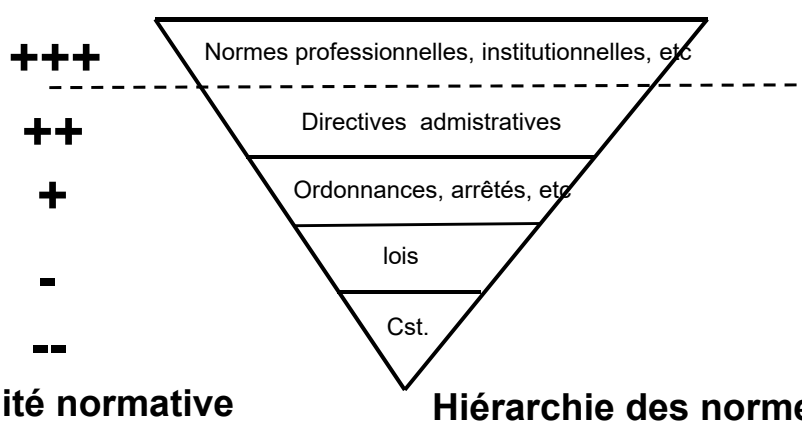 +++ Normes professionnelles, institutionnelles, etc
++ Directives admistratives
+ Ordonnances, arrêtés, etc
- lois
-- Cst.
ité normative Hiérarchie des norme